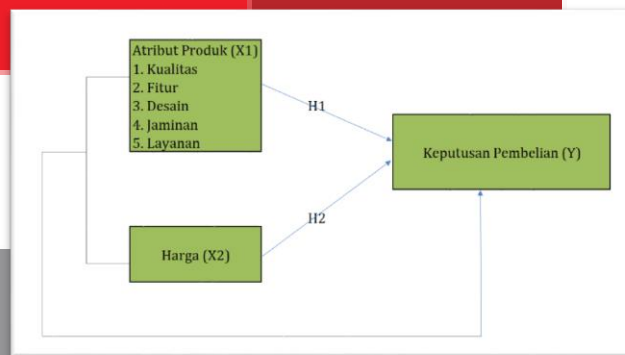 Atribut Produk (X1)
1. Kualitas
2. Fitur
3. Desain
4. Jaminan
5. Layanan
H1
Keputusan Pembelian (Y)
H2
Harga (X2)